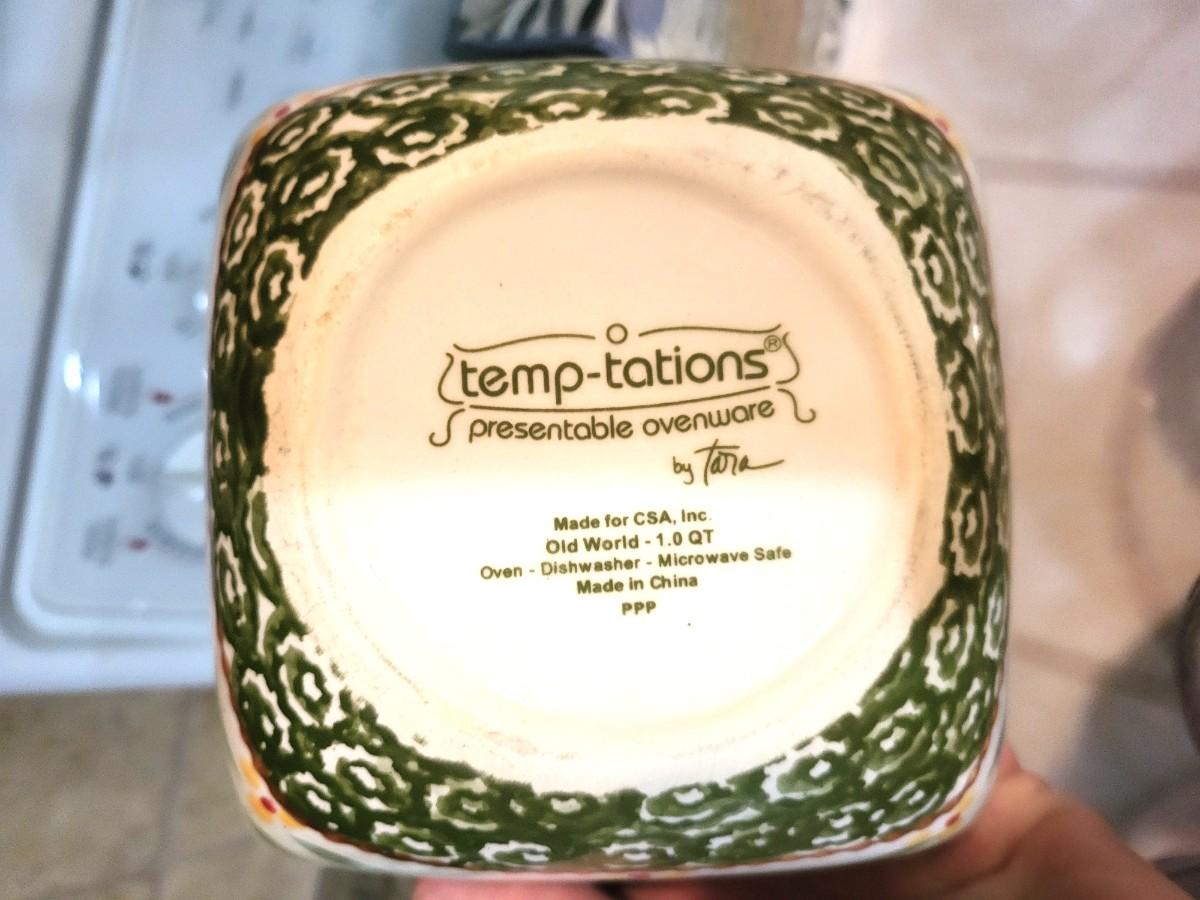 temp-tations®
presentable ovenware
by Tara
Made for CSA, Inc.
Old World - 1.0 QT
Oven - Dishwasher - Microwave Safe
Made in China
PPP